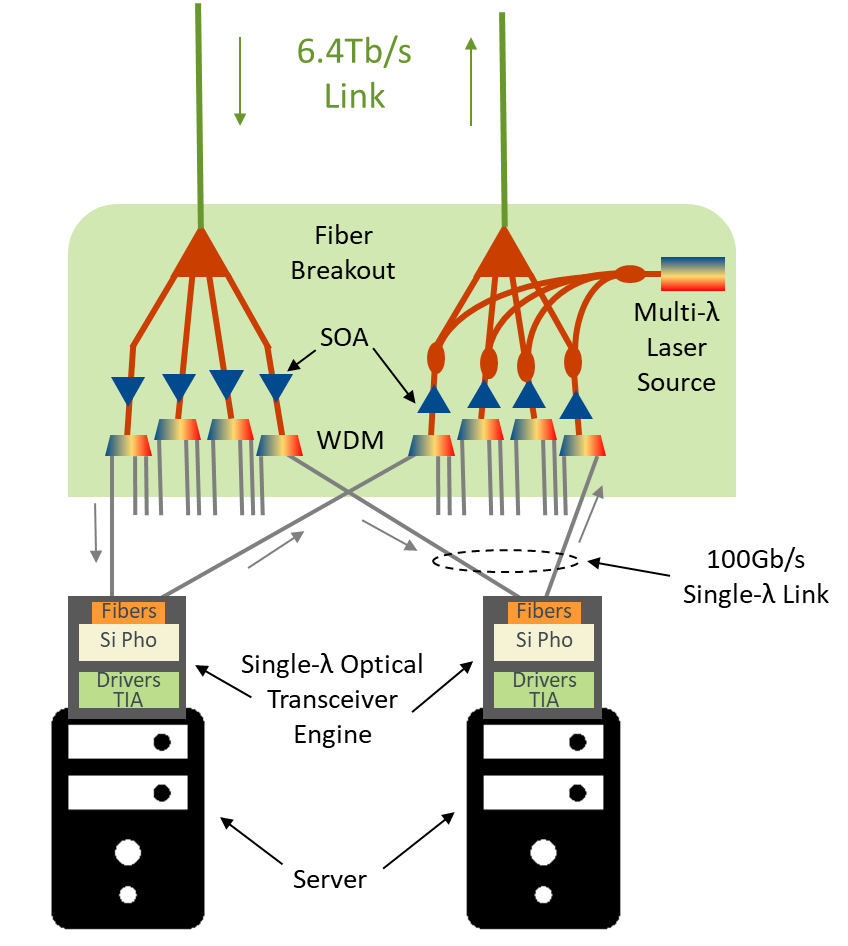 6.4Tb/s
Link
Fiber
Breakout
Multi-λ
Laser
Source
SOA
WDM
100Gb/s
Single-λ Link
Fibers
Si Pho
Drivers
TIA
Fibers
Si Pho
Drivers
TIA
Single-λ Optical
Transceiver
Engine
Server